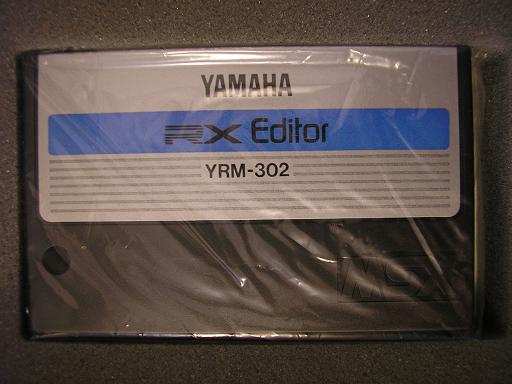 YAMAHA
RX Editor
YRM-302
MSX